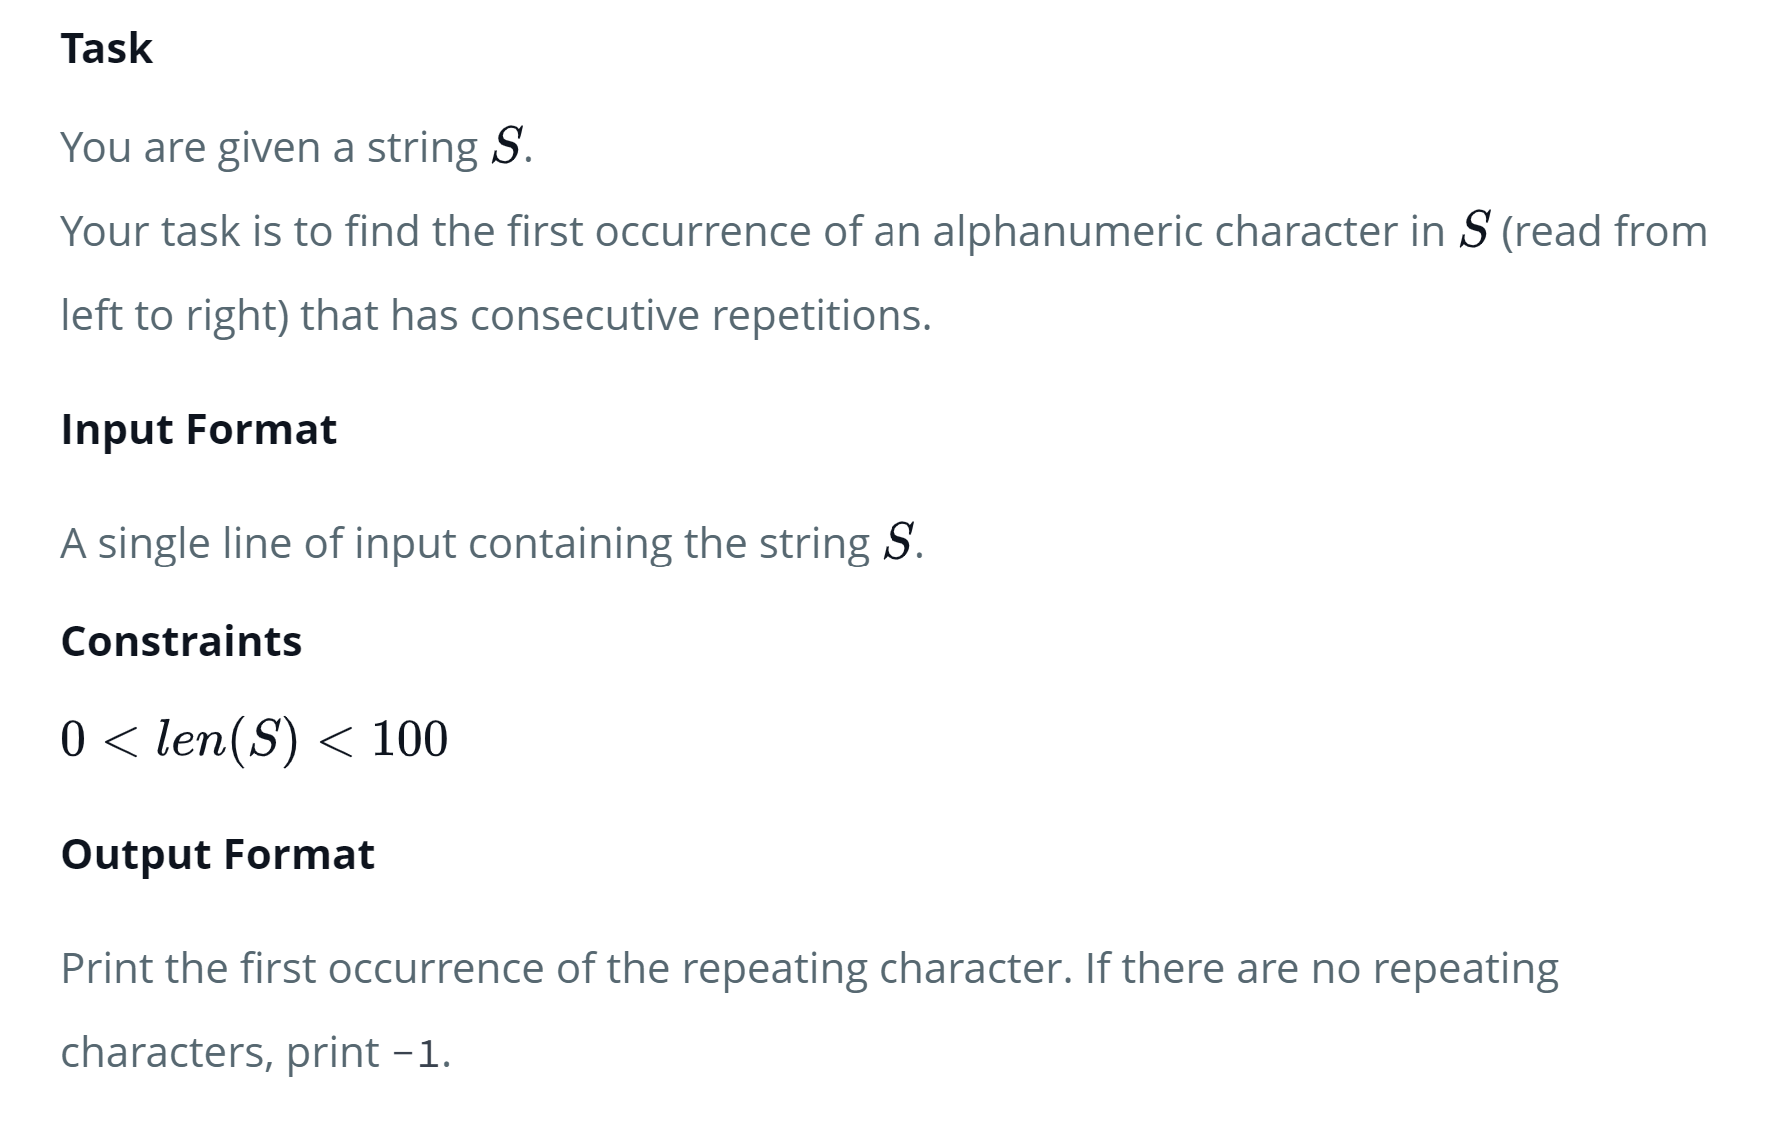 Task
You are given a string S.
Your task is to find the first occurrence of an alphanumeric character in S (read from
left to right) that has consecutive repetitions.
Input Format
A single line of input containing the string S.
Constraints
0 < len(S) < 100
Output Format
Print the first occurrence of the repeating character. If there are no repeating
characters, print -1.